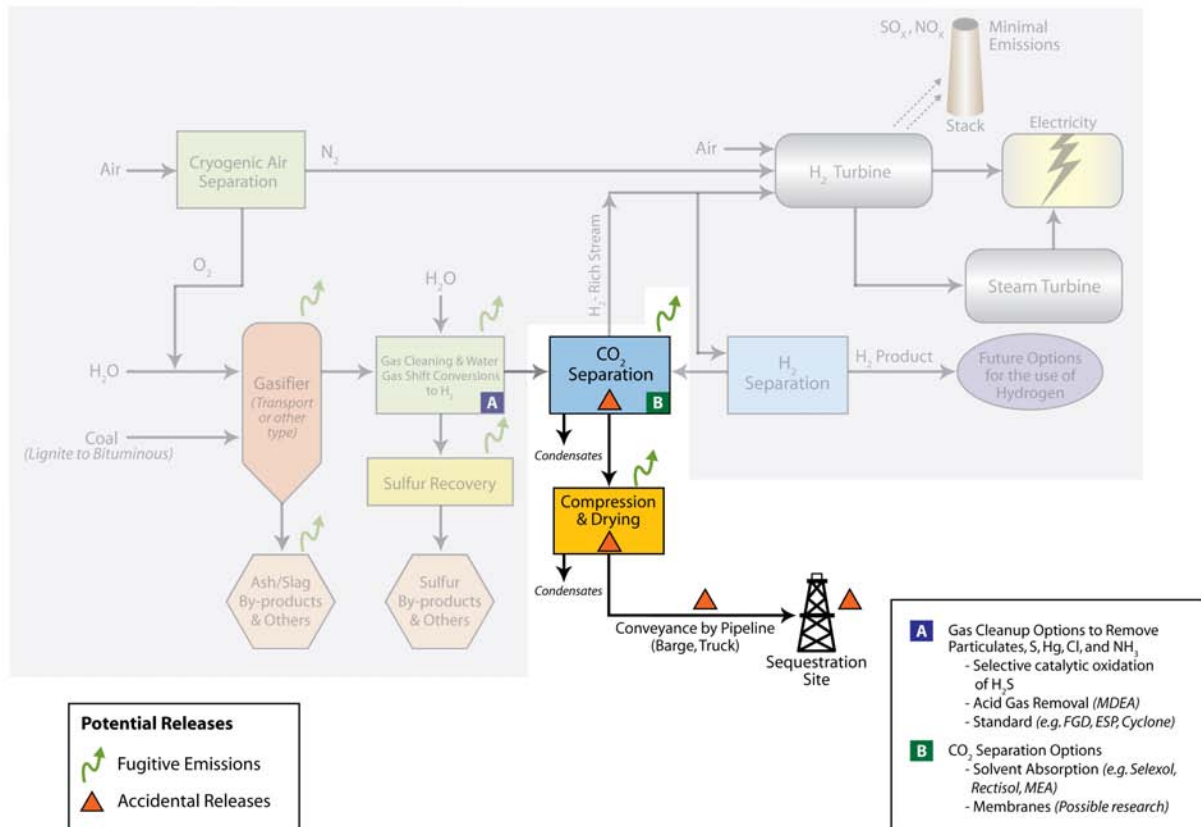 SOX, NOX
Minimal
Emissions
Stack
Electricity
Air
Cryogenic Air
Separation
N2
Air
H2 Turbine
O2
H2O
H2 - Rich Stream
Steam Turbine
H2O
Gasifier
(Transport
or other
type)
Gas Cleaning & Water
Gas Shift Conversions
to H2
A
CO2
Separation
B
H2
Separation
H2 Product
Future Options
for the use of
Hydrogen
Coal
(Lignite to Bituminous)
Condensates
Sulfur Recovery
Compression
& Drying
Ash/Slag
By-products
& Others
Sulfur
By-products
& Others
Condensates
Conveyance by Pipeline
(Barge, Truck)
Sequestration
Site
Potential Releases
Fugitive Emissions
Accidental Releases
A Gas Cleanup Options to Remove
Particulates, S, Hg, Cl, and NH3
- Selective catalytic oxidation
of H2S
- Acid Gas Removal (MDEA)
- Standard (e.g. FGD, ESP, Cyclone)
B CO2 Separation Options
- Solvent Absorption (e.g. Selexol,
Rectisol, MEA)
- Membranes (Possible research)